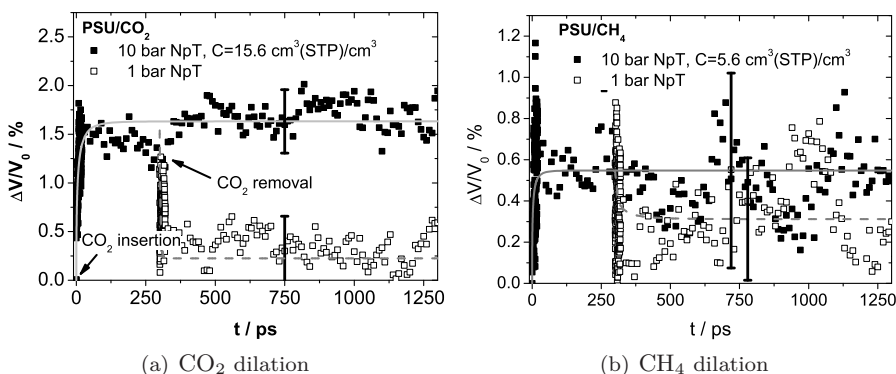 PSU/CO₂
10 bar NpT, C=15.6 cm³(STP)/cm³
1 bar NpT
CO₂ removal
CO₂ insertion
ΔV/V₀ / %
2.5
2.0
1.5
1.0
0.5
0.0
0 250 500 750 1000 1250
t / ps
(a) CO₂ dilation
PSU/CH₄
10 bar NpT, C=5.6 cm³(STP)/cm³
1 bar NpT
ΔV/V₀ / %
1.2
1.0
0.8
0.6
0.4
0.2
0.0
0 250 500 750 1000 1250
t / ps
(b) CH₄ dilation